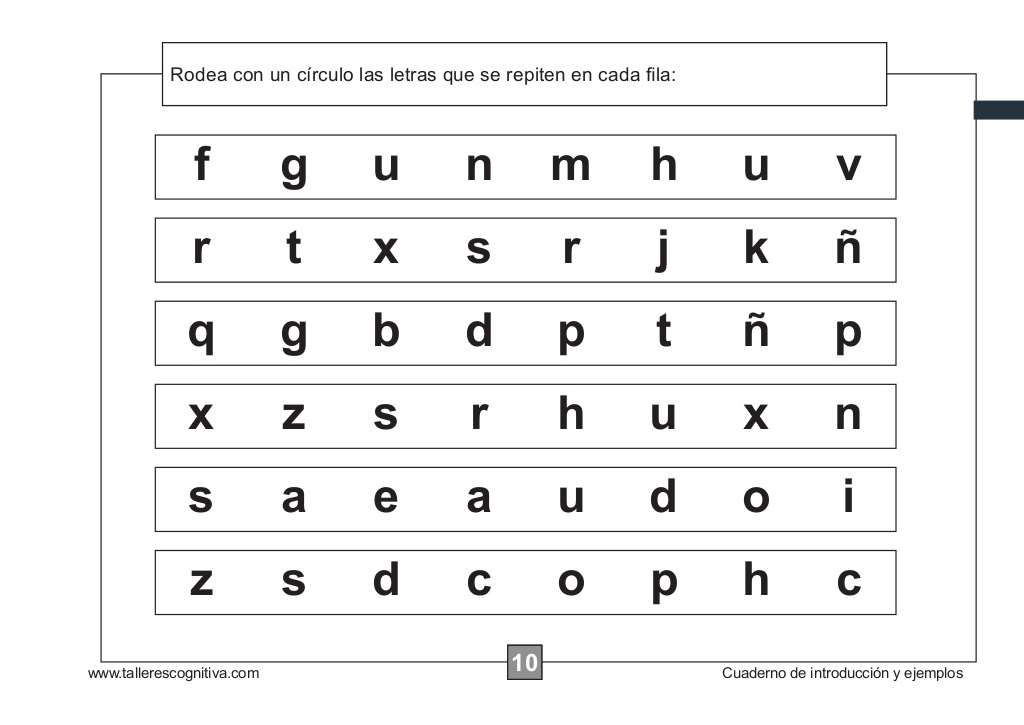 Rodea con un círculo las letras que se repiten en cada fila:
f g u n m h u v
r t x s r j k ñ
q g b d p t ñ p
x z s r h u x n
s a e a u d o i
z s d c o p h c
www.tallerescognitiva.com 10 Cuaderno de introducción y ejemplos